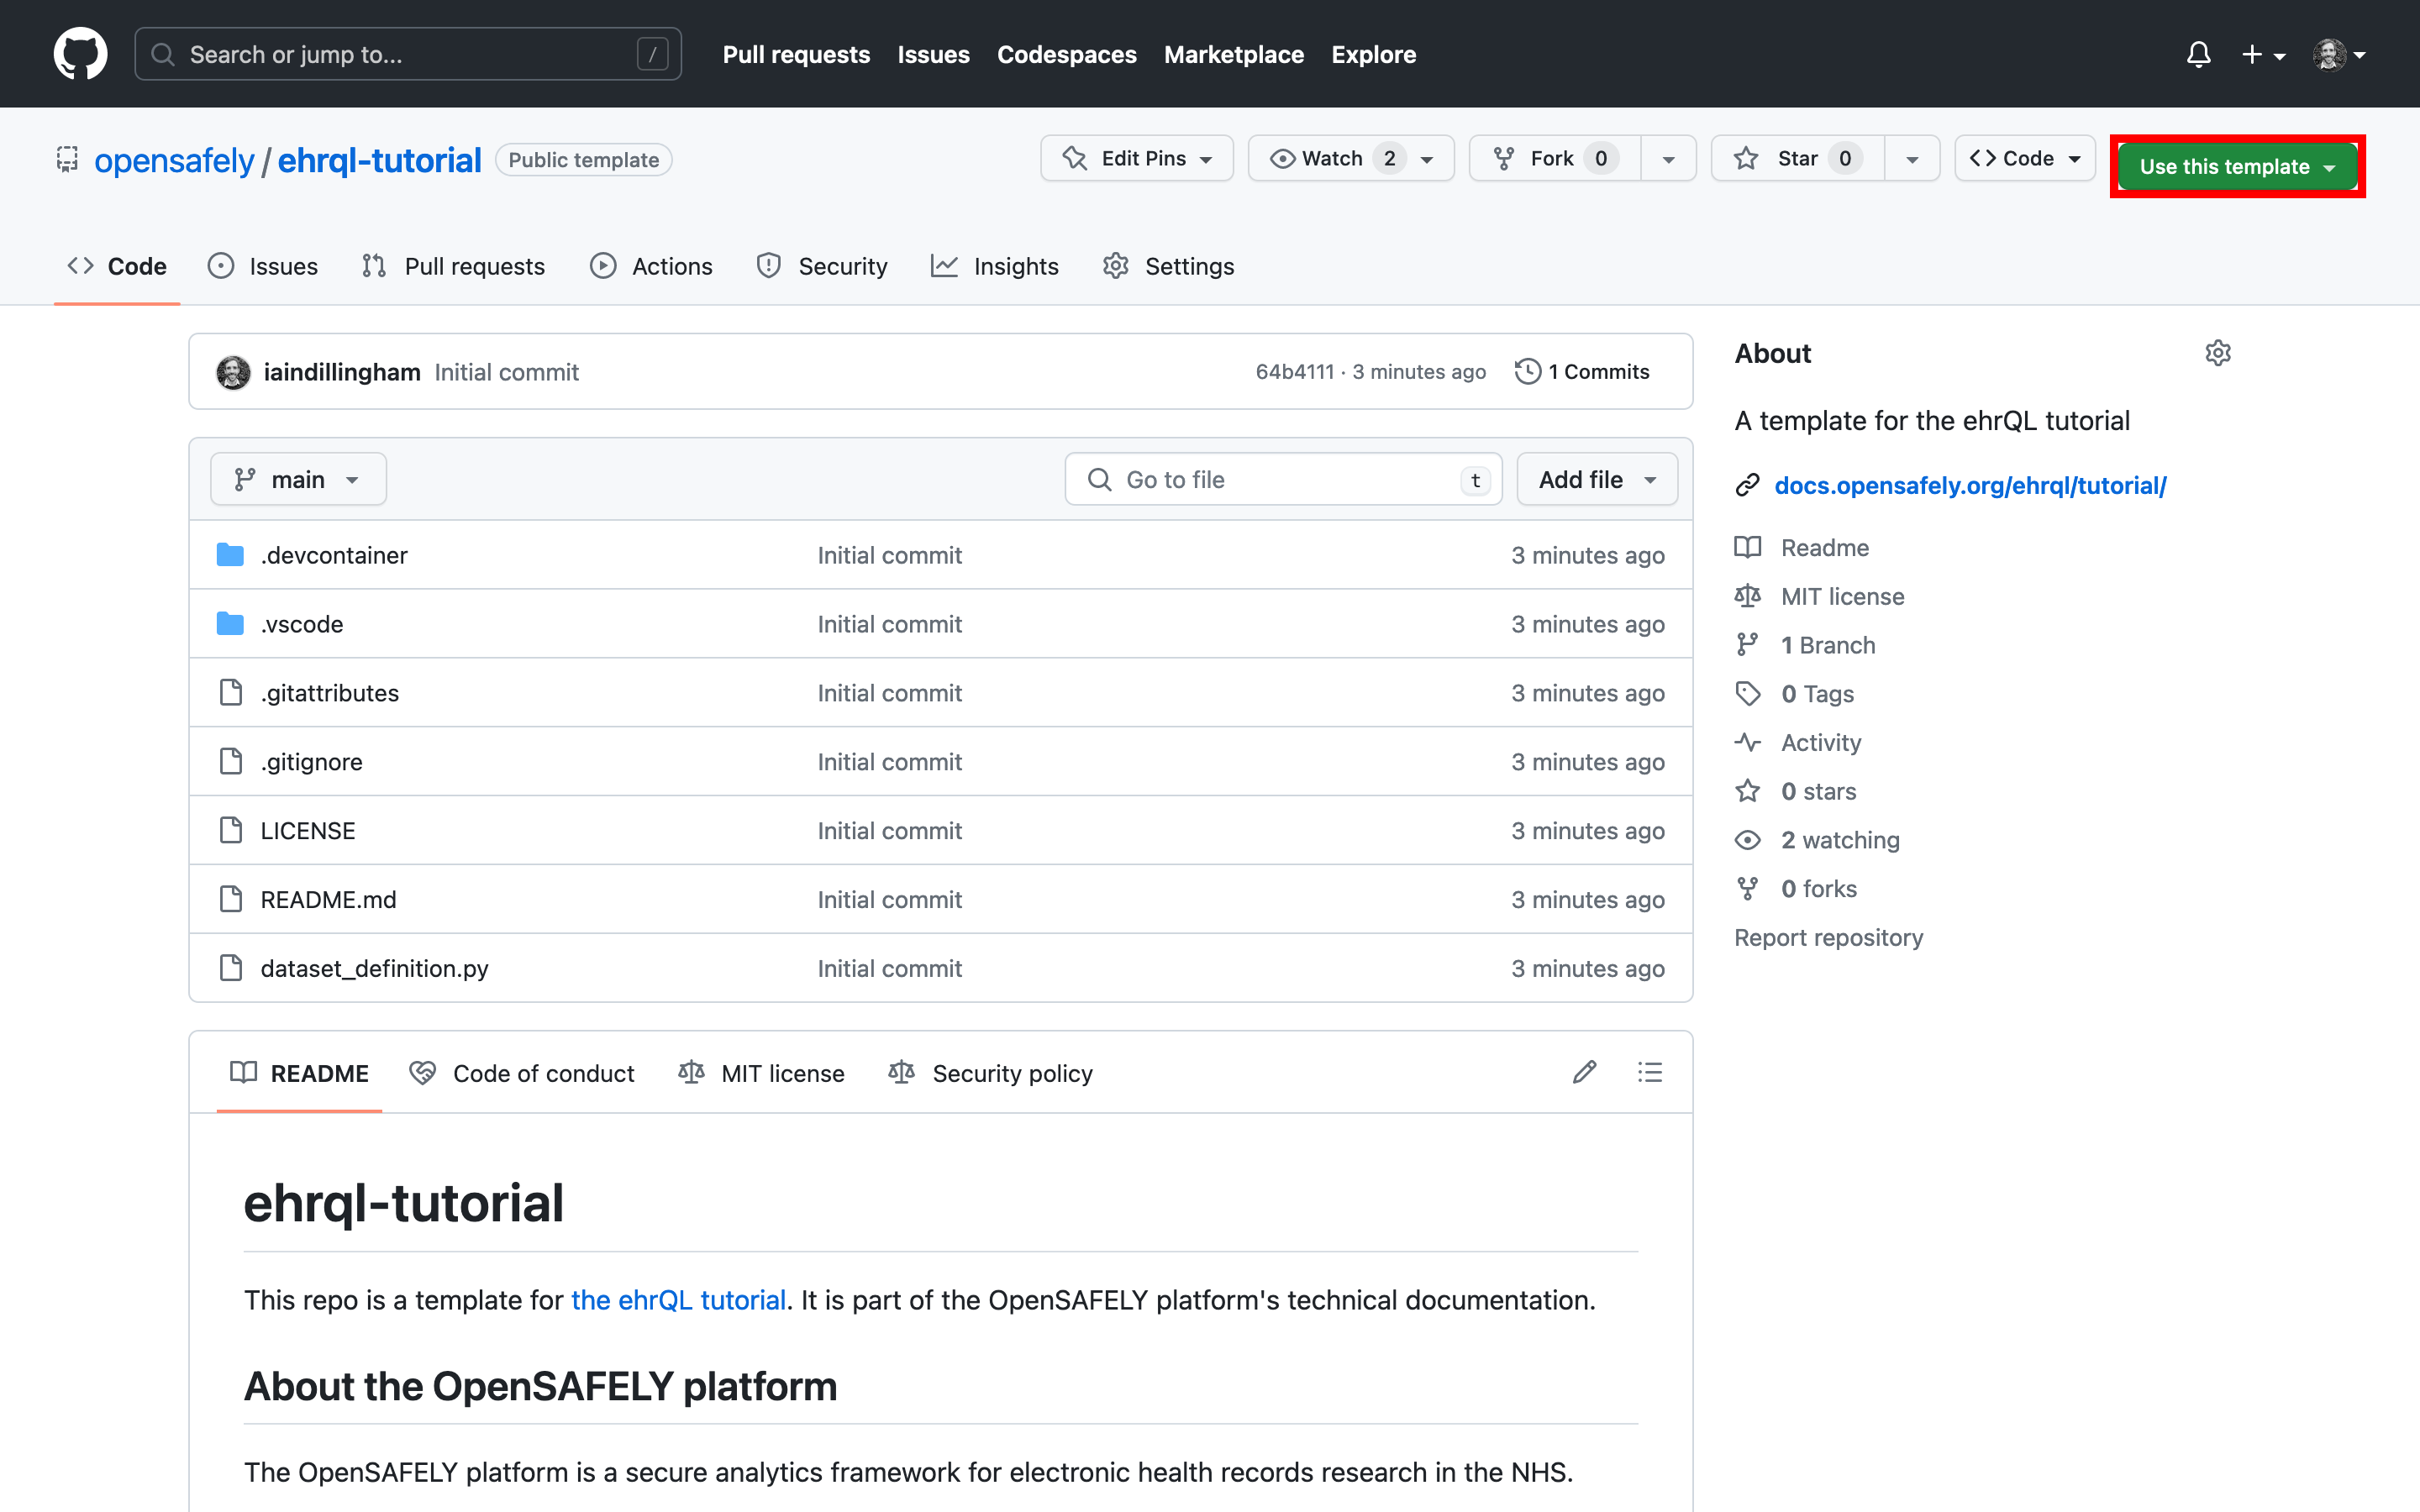 Search or jump to... /
Pull requests Issues Codespaces Marketplace Explore
opensafely / ehrql-tutorial Public template
Edit Pins Watch 2 Fork 0 Star 0 Code Use this template
Code Issues Pull requests Actions Security Insights Settings
iaindillingham Initial commit 64b4111 · 3 minutes ago 1 Commits
main Go to file t Add file
.devcontainer Initial commit 3 minutes ago
.vscode Initial commit 3 minutes ago
.gitattributes Initial commit 3 minutes ago
.gitignore Initial commit 3 minutes ago
LICENSE Initial commit 3 minutes ago
README.md Initial commit 3 minutes ago
dataset_definition.py Initial commit 3 minutes ago
About
A template for the ehrQL tutorial
docs.opensafely.org/ehrql/tutorial/
Readme
MIT license
1 Branch
0 Tags
Activity
0 stars
2 watching
0 forks
Report repository
README Code of conduct MIT license Security policy
ehrql-tutorial
This repo is a template for the ehrQL tutorial. It is part of the OpenSAFELY platform's technical documentation.
About the OpenSAFELY platform
The OpenSAFELY platform is a secure analytics framework for electronic health records research in the NHS.